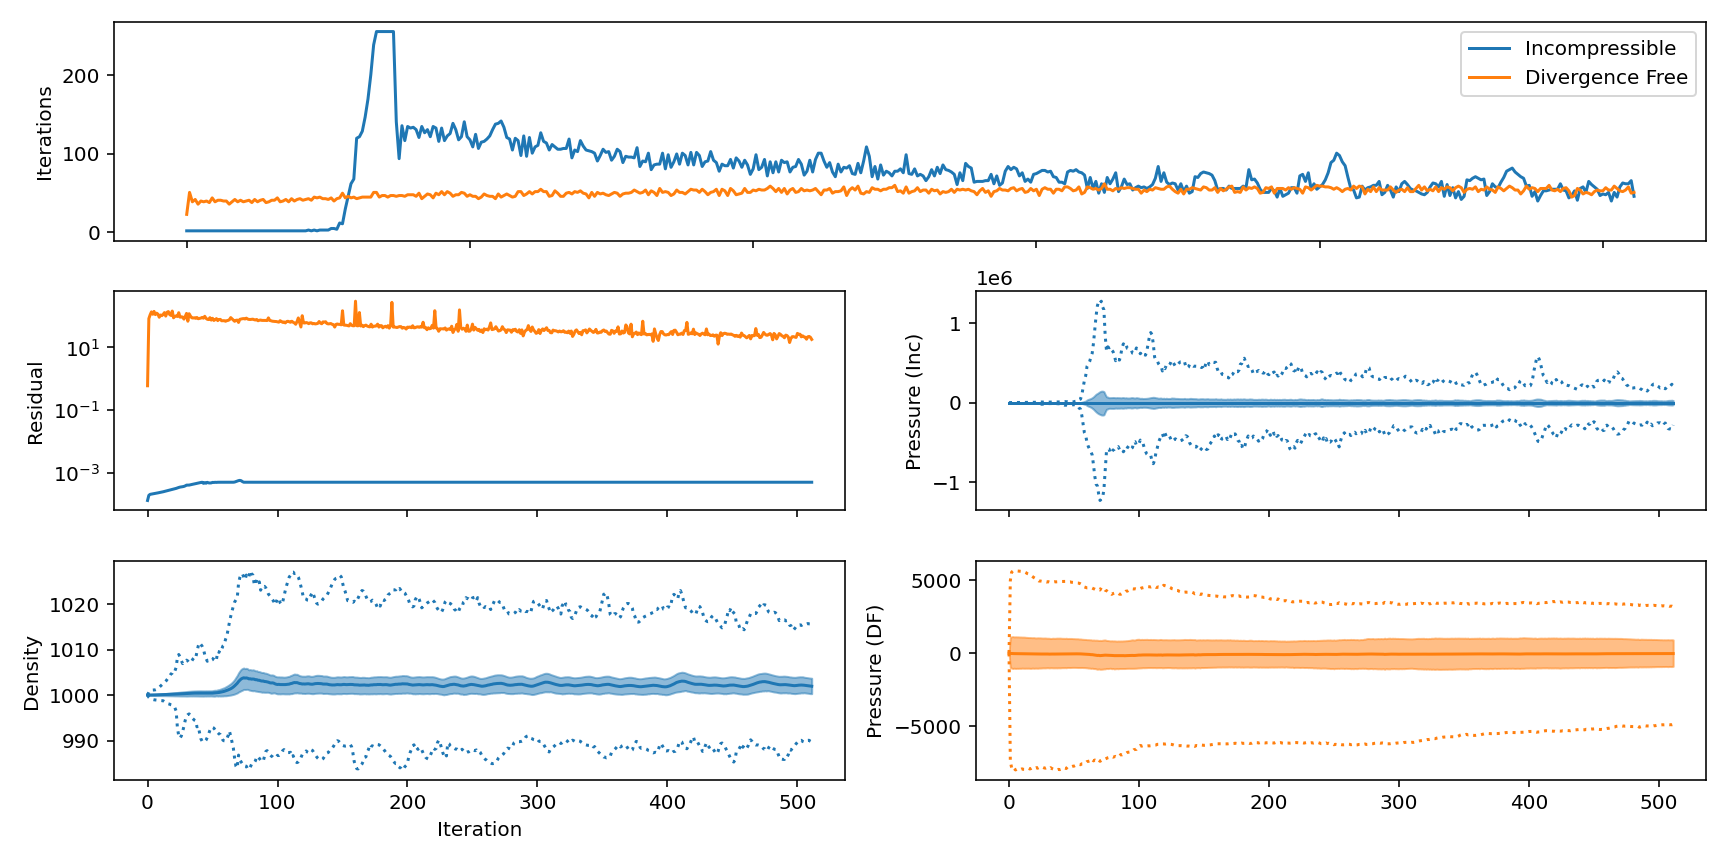 Iterations
200
100
0
Incompressible
Divergence Free
Residual
10¹
10⁻¹
10⁻³
1e6
Pressure (Inc)
1
0
−1
Density
1020
1010
1000
990
0 100 200 300 400 500
Iteration
Pressure (DF)
5000
0
−5000
0 100 200 300 400 500